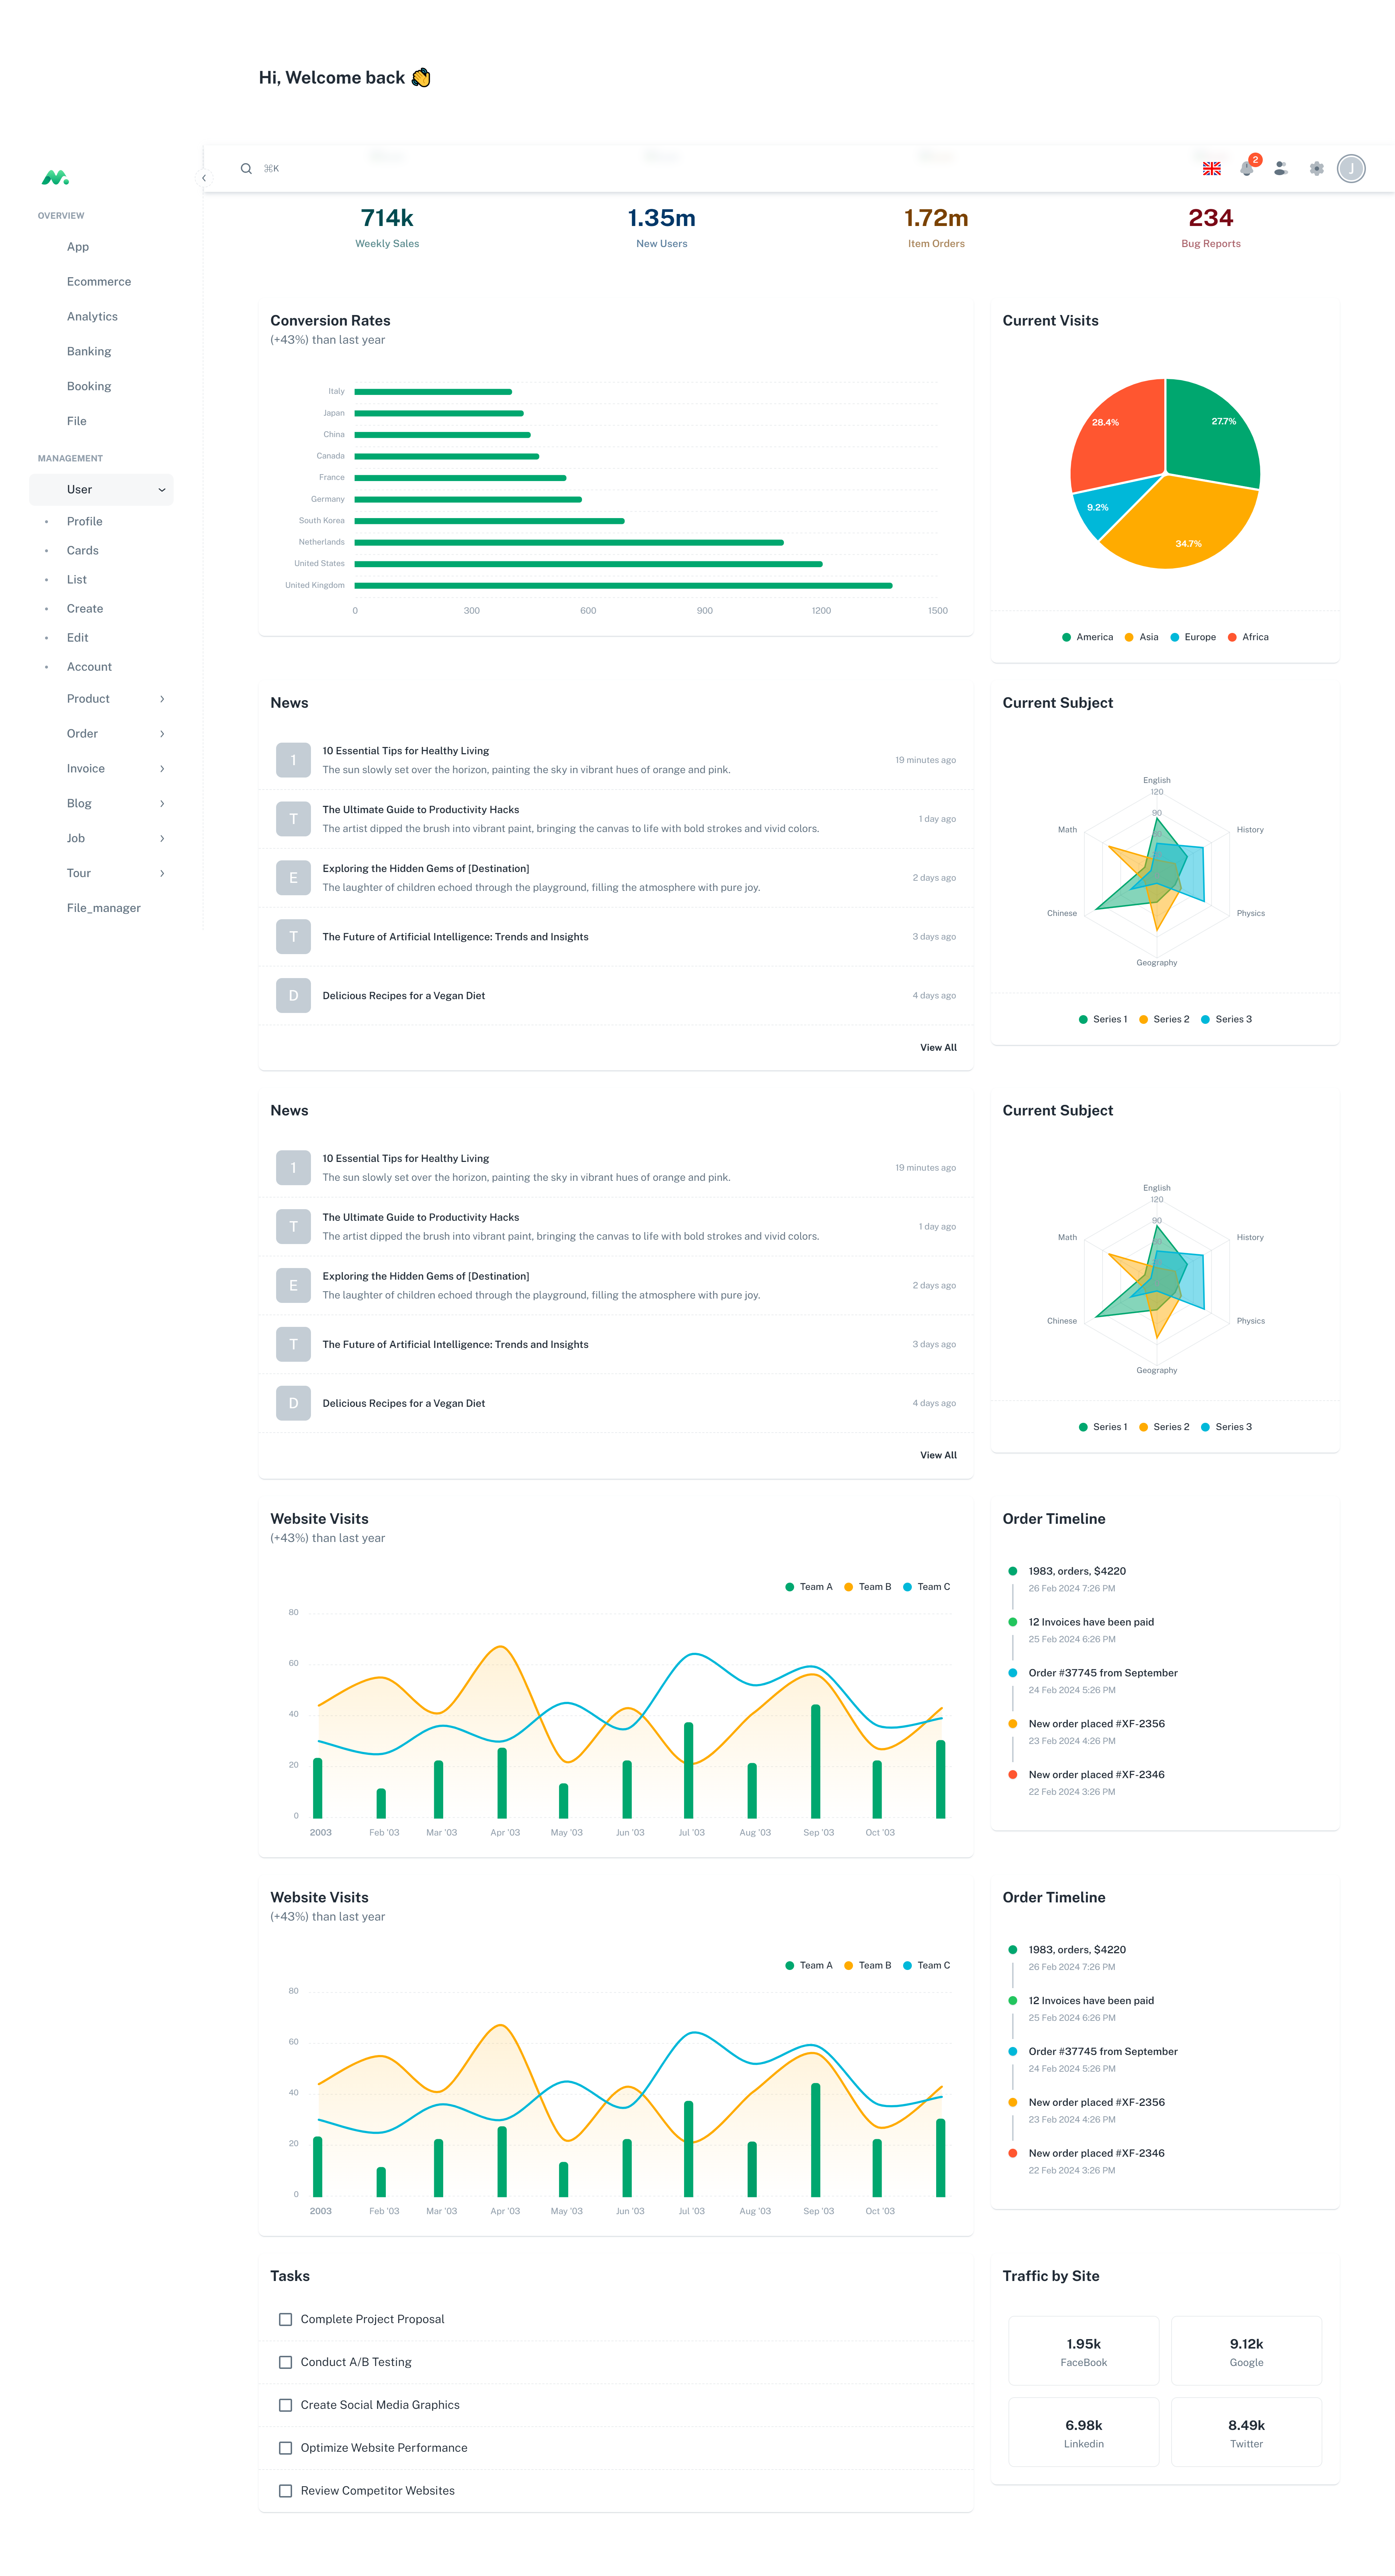 Hi, Welcome back 👋
⌘K
2
J
OVERVIEW
App
Ecommerce
Analytics
Banking
Booking
File
MANAGEMENT
User
Profile
Cards
List
Create
Edit
Account
Product
Order
Invoice
Blog
Job
Tour
File_manager
714k
Weekly Sales
1.35m
New Users
1.72m
Item Orders
234
Bug Reports
Conversion Rates
(+43%) than last year
Italy
Japan
China
Canada
France
Germany
South Korea
Netherlands
United States
United Kingdom
0 300 600 900 1200 1500
Current Visits
28.4%
27.7%
9.2%
34.7%
America Asia Europe Africa
News
1
10 Essential Tips for Healthy Living
The sun slowly set over the horizon, painting the sky in vibrant hues of orange and pink.
19 minutes ago
T
The Ultimate Guide to Productivity Hacks
The artist dipped the brush into vibrant paint, bringing the canvas to life with bold strokes and vivid colors.
1 day ago
E
Exploring the Hidden Gems of [Destination]
The laughter of children echoed through the playground, filling the atmosphere with pure joy.
2 days ago
T
The Future of Artificial Intelligence: Trends and Insights
3 days ago
D
Delicious Recipes for a Vegan Diet
4 days ago
View All
Current Subject
English
120
90
Math
History
Chinese
Physics
Geography
Series 1 Series 2 Series 3
News
1
10 Essential Tips for Healthy Living
The sun slowly set over the horizon, painting the sky in vibrant hues of orange and pink.
19 minutes ago
T
The Ultimate Guide to Productivity Hacks
The artist dipped the brush into vibrant paint, bringing the canvas to life with bold strokes and vivid colors.
1 day ago
E
Exploring the Hidden Gems of [Destination]
The laughter of children echoed through the playground, filling the atmosphere with pure joy.
2 days ago
T
The Future of Artificial Intelligence: Trends and Insights
3 days ago
D
Delicious Recipes for a Vegan Diet
4 days ago
View All
Current Subject
English
120
90
Math
History
Chinese
Physics
Geography
Series 1 Series 2 Series 3
Website Visits
(+43%) than last year
Team A Team B Team C
80
60
40
20
0
2003 Feb '03 Mar '03 Apr '03 May '03 Jun '03 Jul '03 Aug '03 Sep '03 Oct '03
Order Timeline
1983, orders, $4220
26 Feb 2024 7:26 PM
12 Invoices have been paid
25 Feb 2024 6:26 PM
Order #37745 from September
24 Feb 2024 5:26 PM
New order placed #XF-2356
23 Feb 2024 4:26 PM
New order placed #XF-2346
22 Feb 2024 3:26 PM
Website Visits
(+43%) than last year
Team A Team B Team C
80
60
40
20
0
2003 Feb '03 Mar '03 Apr '03 May '03 Jun '03 Jul '03 Aug '03 Sep '03 Oct '03
Order Timeline
1983, orders, $4220
26 Feb 2024 7:26 PM
12 Invoices have been paid
25 Feb 2024 6:26 PM
Order #37745 from September
24 Feb 2024 5:26 PM
New order placed #XF-2356
23 Feb 2024 4:26 PM
New order placed #XF-2346
22 Feb 2024 3:26 PM
Tasks
Complete Project Proposal
Conduct A/B Testing
Create Social Media Graphics
Optimize Website Performance
Review Competitor Websites
Traffic by Site
1.95k
FaceBook
9.12k
Google
6.98k
Linkedin
8.49k
Twitter